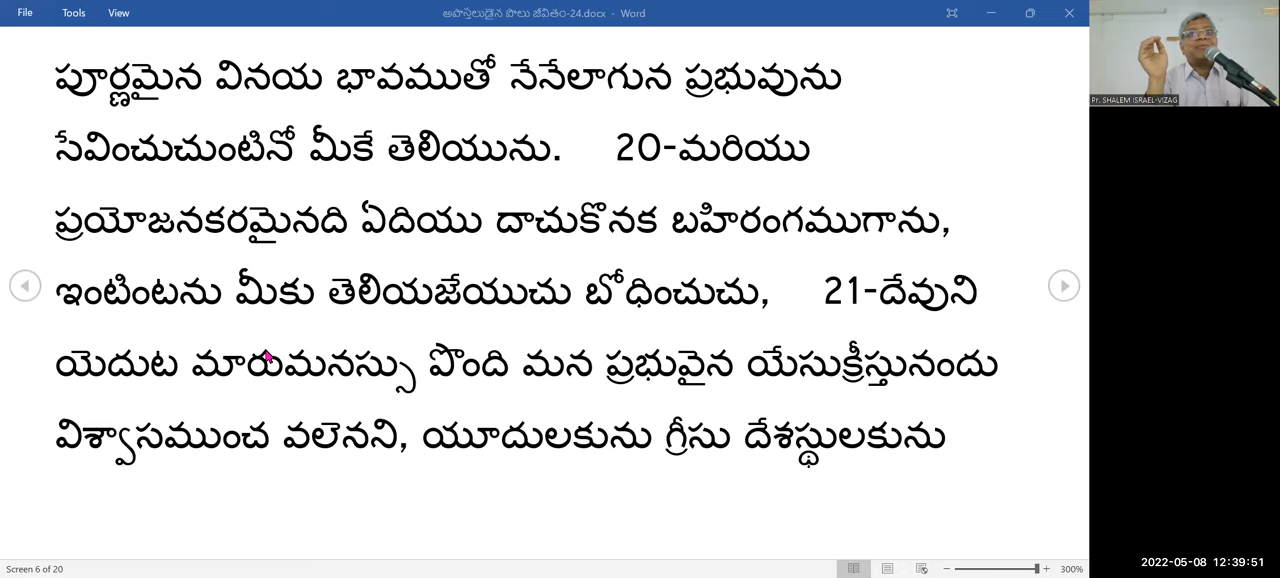 File Tools View అపొస్తలుడైన పౌలు జీవితం-24.docx - Word
పూర్ణమైన వినయ భావముతో నేనేలాగున ప్రభువును
సేవించుచుంటినో మీకే తెలియును. 20-మరియు
ప్రయోజనకరమైనది ఏదియు దాచుకొనక బహిరంగముగాను,
ఇంటింటను మీకు తెలియజేయుచు బోధించుచు, 21-దేవుని
యెదుట మారుమనస్సు పొంది మన ప్రభువైన యేసుక్రీస్తునందు
విశ్వాసముంచ వలెనని, యూదులకును గ్రీసు దేశస్థులకును
Pr. SHALEM ISRAEL-VIZAG
2022-05-08 12:39:51
Screen 6 of 20 300%